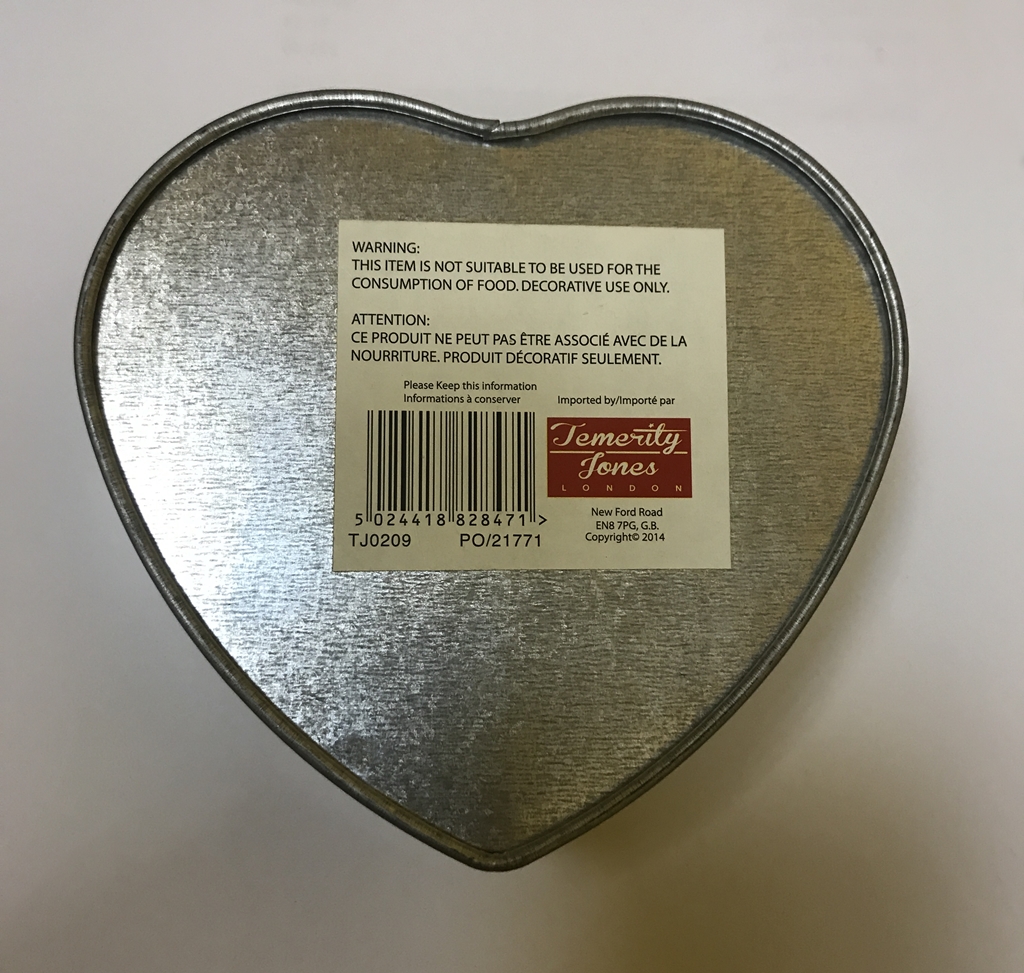 WARNING:
THIS ITEM IS NOT SUITABLE TO BE USED FOR THE
CONSUMPTION OF FOOD. DECORATIVE USE ONLY.
ATTENTION:
CE PRODUIT NE PEUT PAS ÊTRE ASSOCIÉ AVEC DE LA
NOURRITURE. PRODUIT DÉCORATIF SEULEMENT.
Please Keep this information
Informations à conserver
Imported by/Importé par
Temerity
Jones
LONDON
5 024418 828471 >
TJ0209 PO/21771
New Ford Road
EN8 7PG, G.B.
Copyright© 2014